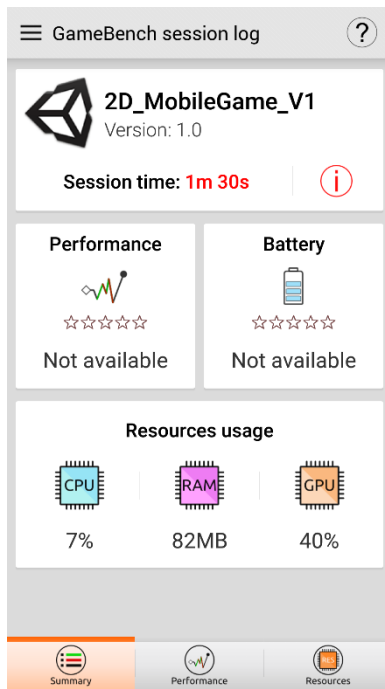 GameBench session log
?
2D_MobileGame_V1
Version: 1.0
Session time: 1m 30s
i
Performance
Battery
Not available
Not available
Resources usage
CPU
RAM
GPU
7%
82MB
40%
RES
Summary
Performance
Resources